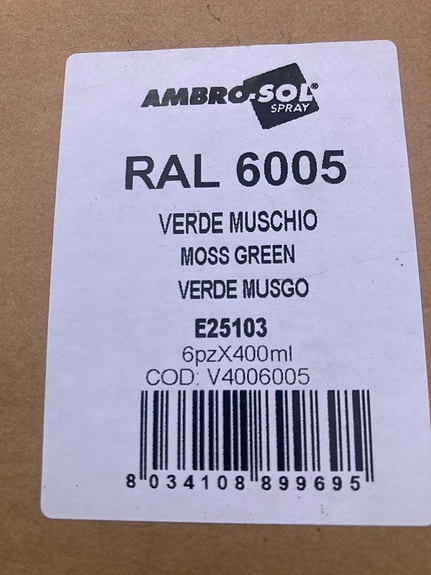 AMBRO-SOL®
SPRAY
RAL 6005
VERDE MUSCHIO
MOSS GREEN
VERDE MUSGO
E25103
6pzX400ml
COD: V4006005
8 034108 899695